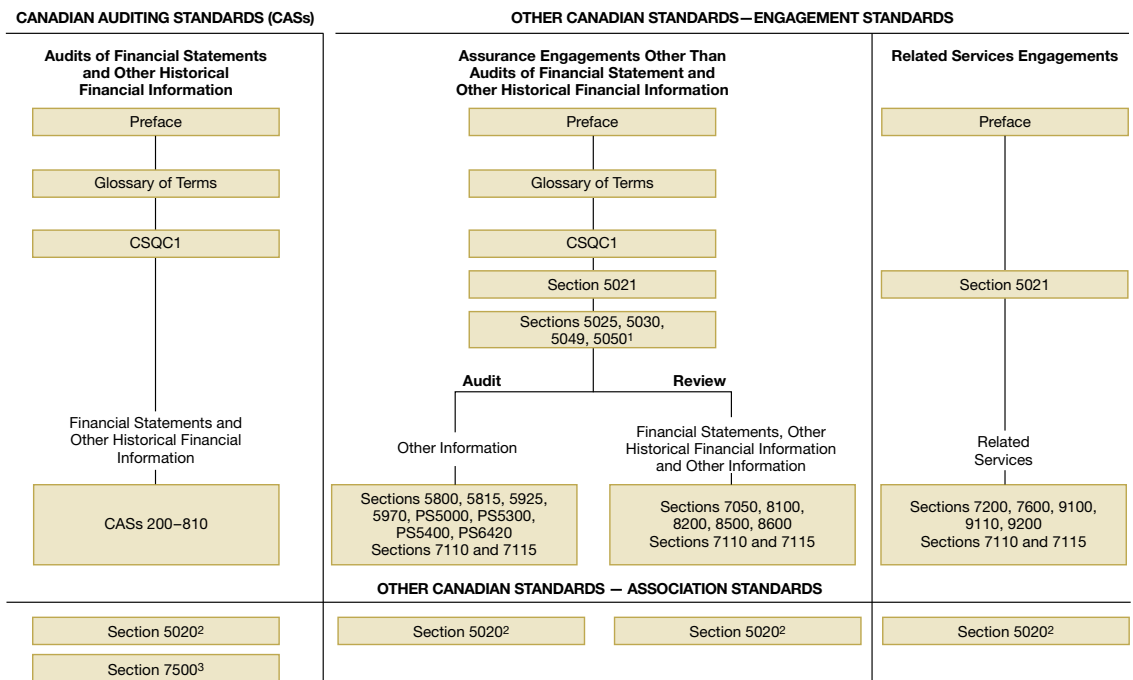 CANADIAN AUDITING STANDARDS (CASs)
OTHER CANADIAN STANDARDS—ENGAGEMENT STANDARDS
Audits of Financial Statements
and Other Historical
Financial Information
Preface
Glossary of Terms
CSQC1
Financial Statements and
Other Historical Financial
Information
CASs 200–810
Assurance Engagements Other Than
Audits of Financial Statement and
Other Historical Financial Information
Preface
Glossary of Terms
CSQC1
Section 5021
Sections 5025, 5030,
5049, 5050¹
Audit
Review
Other Information
Sections 5800, 5815, 5925,
5970, PS5000, PS5300,
PS5400, PS6420
Sections 7110 and 7115
Financial Statements, Other
Historical Financial Information
and Other Information
Sections 7050, 8100,
8200, 8500, 8600
Sections 7110 and 7115
Related Services Engagements
Preface
Section 5021
Related
Services
Sections 7200, 7600, 9100,
9110, 9200
Sections 7110 and 7115
OTHER CANADIAN STANDARDS — ASSOCIATION STANDARDS
Section 5020²
Section 7500³
Section 5020²
Section 5020²
Section 5020²